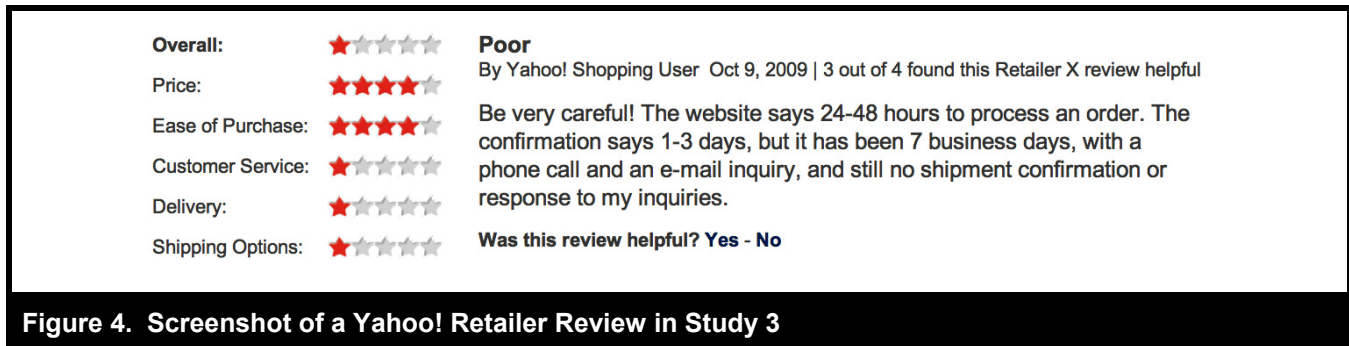 Overall:
Price:
Ease of Purchase:
Customer Service:
Delivery:
Shipping Options:
Poor
By Yahoo! Shopping User Oct 9, 2009 | 3 out of 4 found this Retailer X review helpful
Be very careful! The website says 24-48 hours to process an order. The
confirmation says 1-3 days, but it has been 7 business days, with a
phone call and an e-mail inquiry, and still no shipment confirmation or
response to my inquiries.
Was this review helpful? Yes - No
Figure 4. Screenshot of a Yahoo! Retailer Review in Study 3